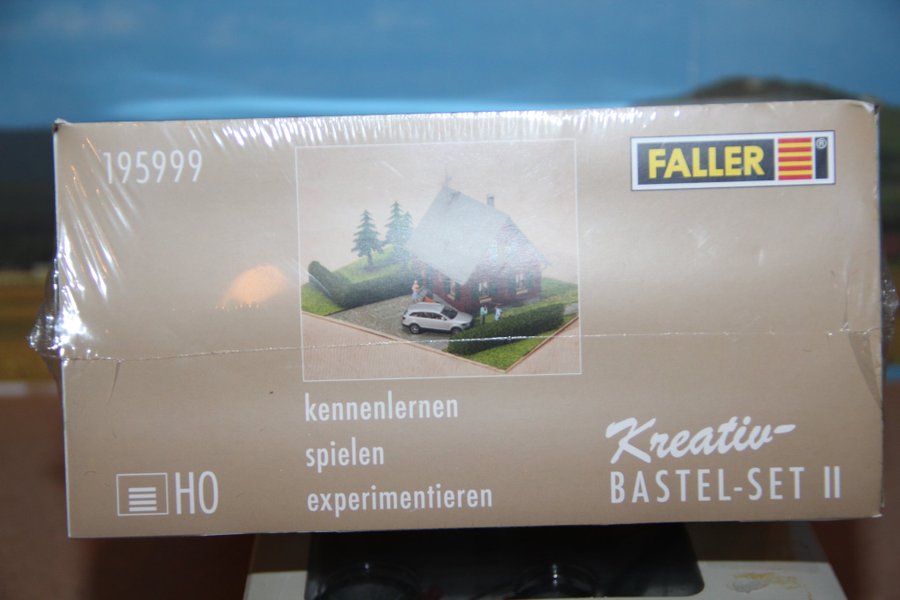 195999
FALLER®
kennenlernen
spielen
experimentieren
HO
Kreativ-
BASTEL-SET II